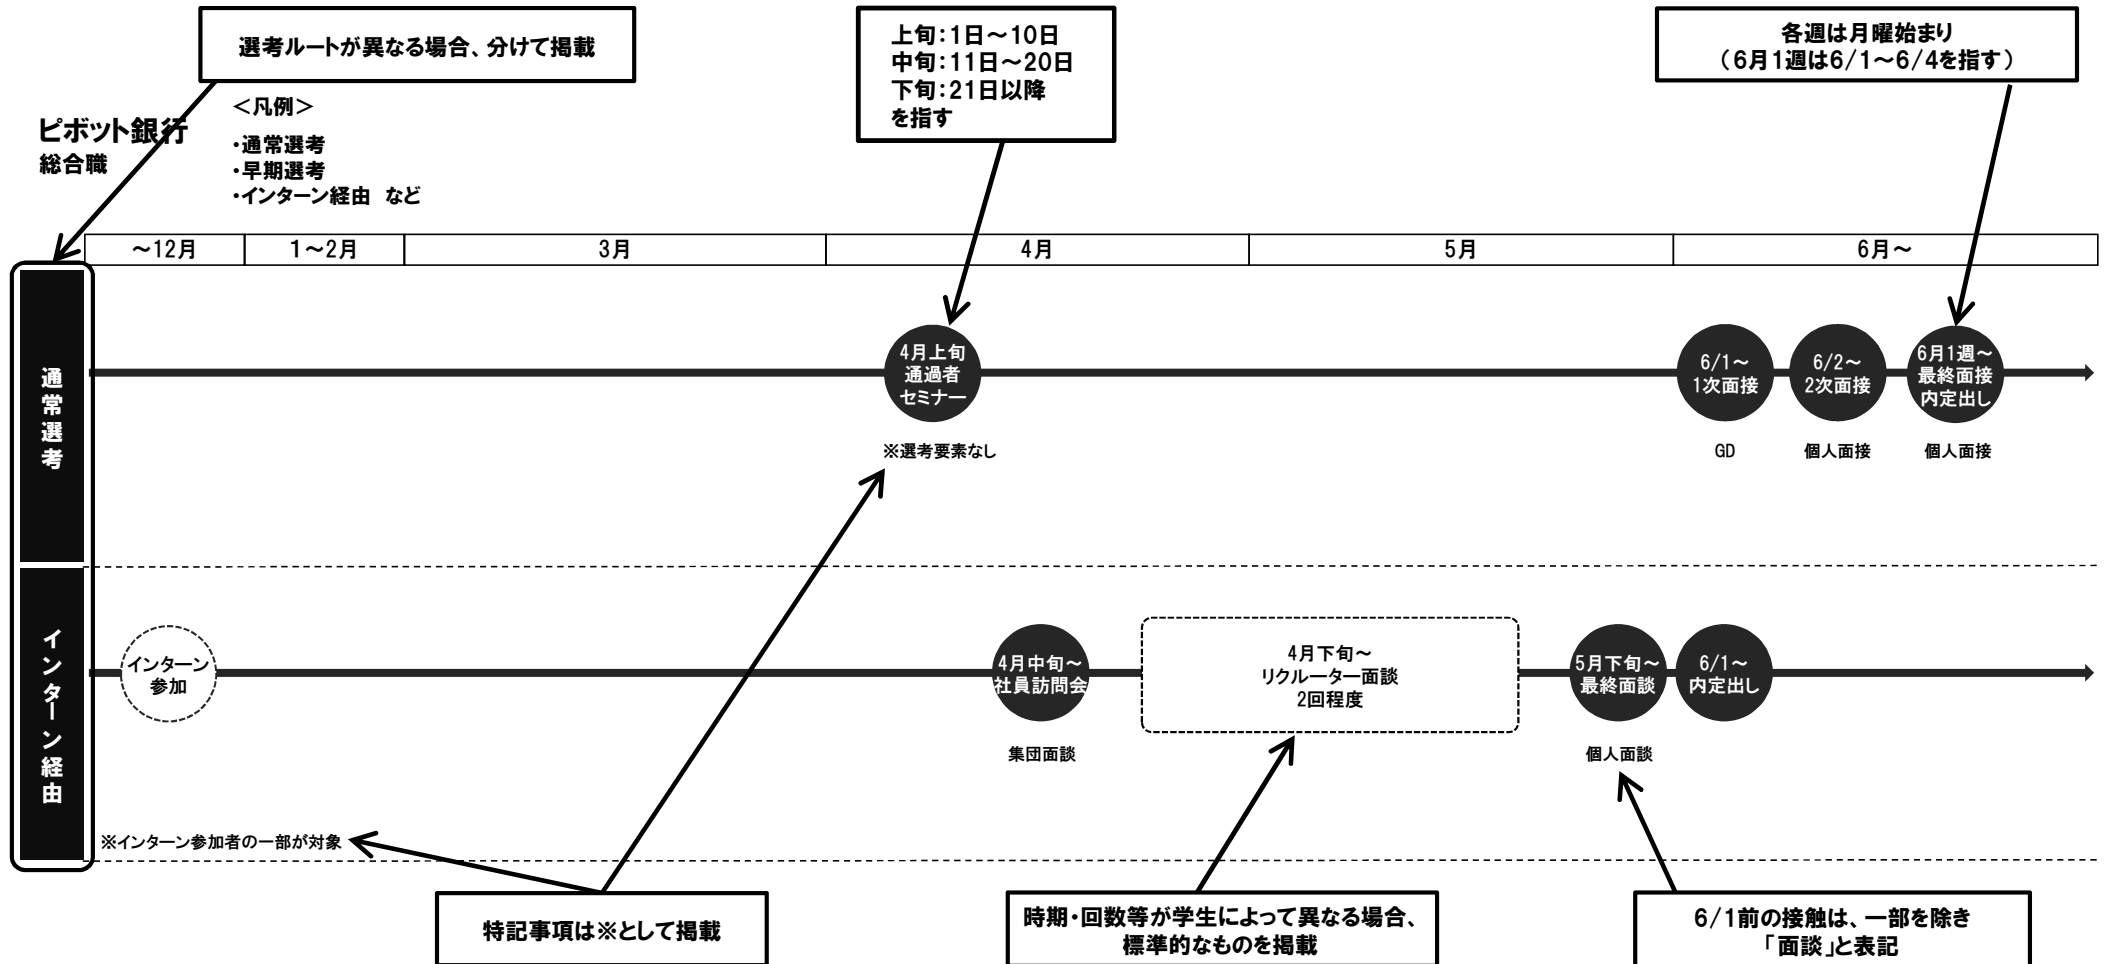 選考ルートが異なる場合、分けて掲載
上旬：1日～10日
中旬：11日～20日
下旬：21日以降
を指す
各週は月曜始まり
（6月1週は6/1～6/4を指す）
ピボット銀行
総合職
＜凡例＞
・通常選考
・早期選考
・インターン経由 など
～12月
1～2月
3月
4月
5月
6月～
通常選考
4月上旬
通過者
セミナー
※選考要素なし
6/1～
1次面接
GD
6/2～
2次面接
個人面接
6月1週～
最終面接
内定出し
個人面接
インターン経由
インターン
参加
4月中旬～
社員訪問会
集団面談
4月下旬～
リクルーター面談
2回程度
5月下旬～
最終面談
個人面談
6/1～
内定出し
※インターン参加者の一部が対象
特記事項は※として掲載
時期・回数等が学生によって異なる場合、
標準的なものを掲載
6/1前の接触は、一部を除き
「面談」と表記